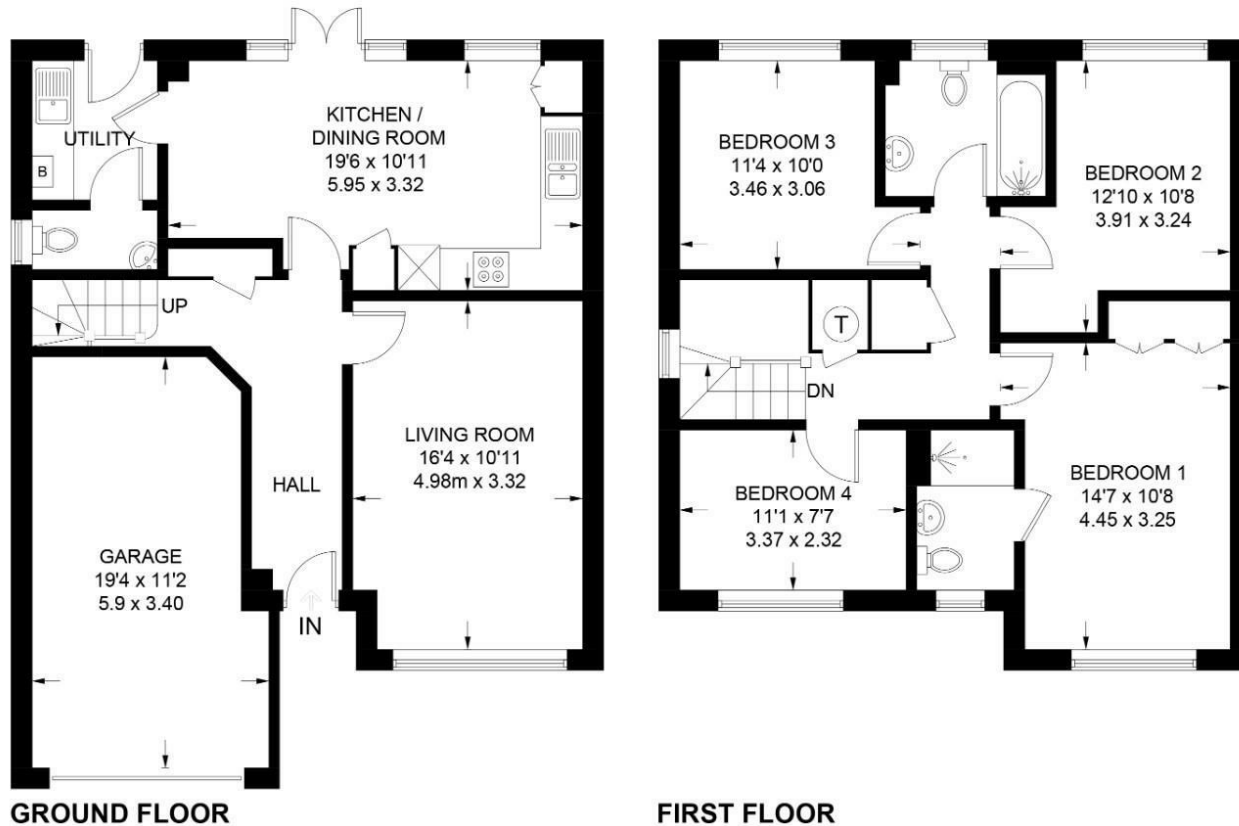 KITCHEN /
DINING ROOM
19'6 x 10'11
5.95 x 3.32
UTILITY
B
UP
LIVING ROOM
16'4 x 10'11
4.98m x 3.32
HALL
GARAGE
19'4 x 11'2
5.9 x 3.40
IN
GROUND FLOOR
BEDROOM 3
11'4 x 10'0
3.46 x 3.06
BEDROOM 2
12'10 x 10'8
3.91 x 3.24
T
DN
BEDROOM 4
11'1 x 7'7
3.37 x 2.32
BEDROOM 1
14'7 x 10'8
4.45 x 3.25
FIRST FLOOR